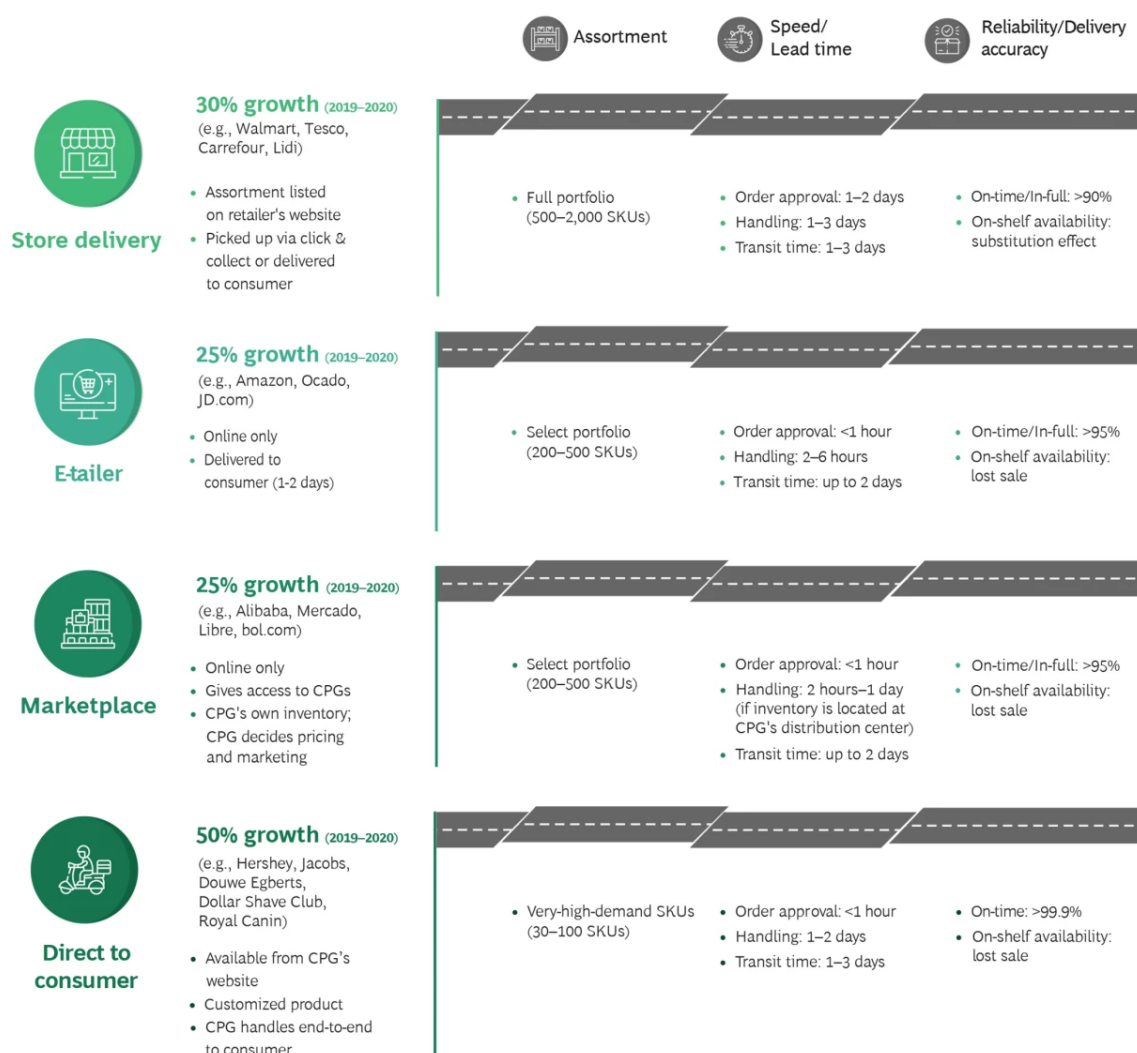 Assortment
Speed/
Lead time
Reliability/Delivery
accuracy
Store delivery
30% growth (2019–2020)
(e.g., Walmart, Tesco,
Carrefour, Lidi)
• Assortment listed
on retailer's website
• Picked up via click &
collect or delivered
to consumer
• Full portfolio
(500–2,000 SKUs)
• Order approval: 1–2 days
• Handling: 1–3 days
• Transit time: 1–3 days
• On-time/In-full: >90%
• On-shelf availability:
substitution effect
E-tailer
25% growth (2019–2020)
(e.g., Amazon, Ocado,
JD.com)
• Online only
• Delivered to
consumer (1-2 days)
• Select portfolio
(200–500 SKUs)
• Order approval: <1 hour
• Handling: 2–6 hours
• Transit time: up to 2 days
• On-time/In-full: >95%
• On-shelf availability:
lost sale
Marketplace
25% growth (2019–2020)
(e.g., Alibaba, Mercado,
Libre, bol.com)
• Online only
• Gives access to CPGs
• CPG's own inventory;
CPG decides pricing
and marketing
• Select portfolio
(200–500 SKUs)
• Order approval: <1 hour
• Handling: 2 hours–1 day
(if inventory is located at
CPG's distribution center)
• Transit time: up to 2 days
• On-time/In-full: >95%
• On-shelf availability:
lost sale
Direct to
consumer
50% growth (2019–2020)
(e.g., Hershey, Jacobs,
Douwe Egberts,
Dollar Shave Club,
Royal Canin)
• Available from CPG's
website
• Customized product
• CPG handles end-to-end
to consumer
• Very-high-demand SKUs
(30–100 SKUs)
• Order approval: <1 hour
• Handling: 1–2 days
• Transit time: 1–3 days
• On-time: >99.9%
• On-shelf availability:
lost sale